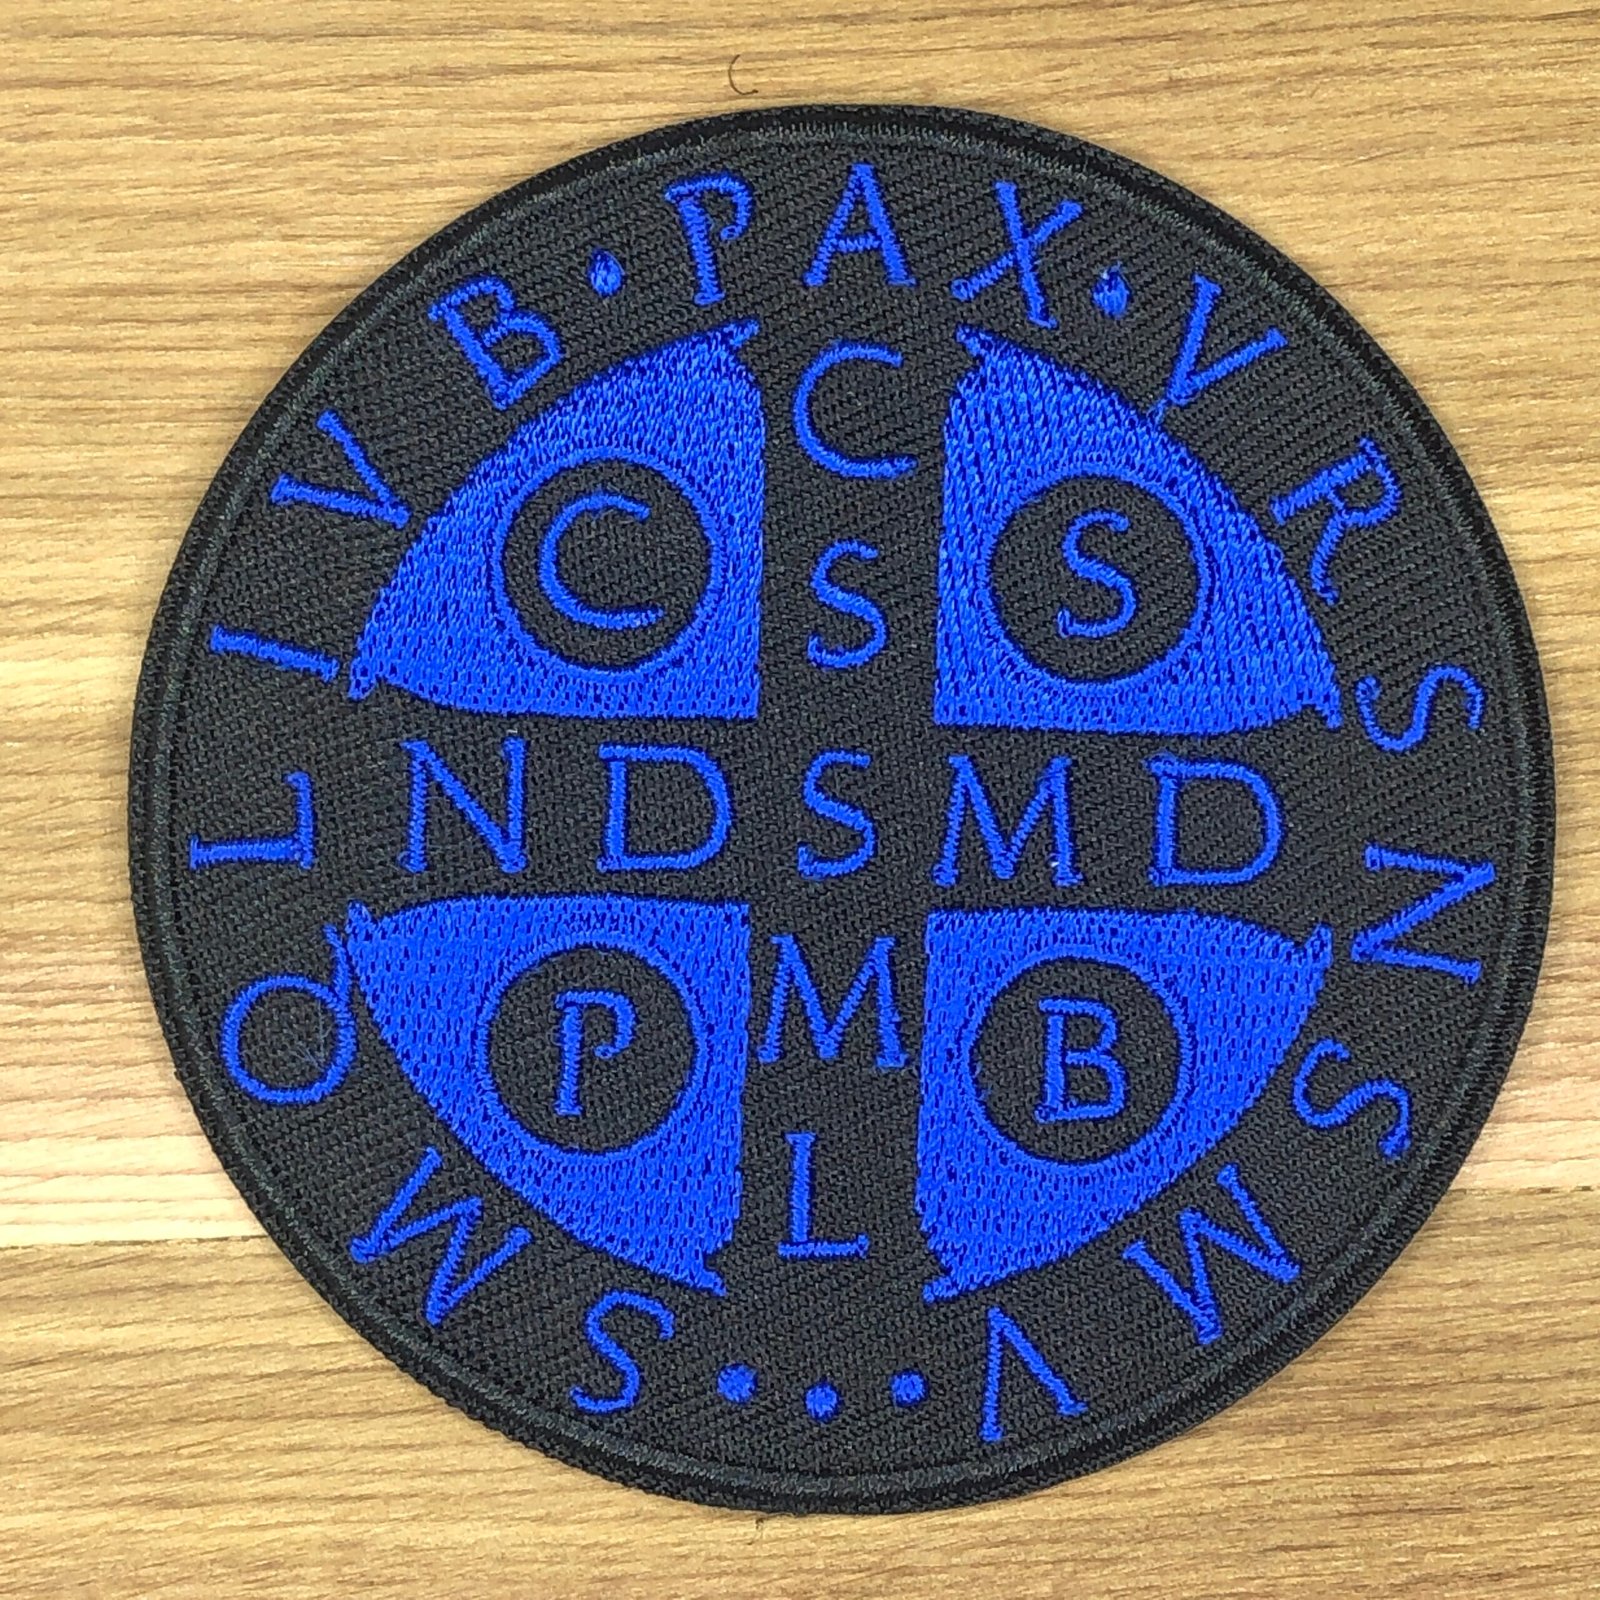 PAX · V R S N S M V · · · S M Q L I V B ·
C
C S
S
N D S M D
M
P B
L